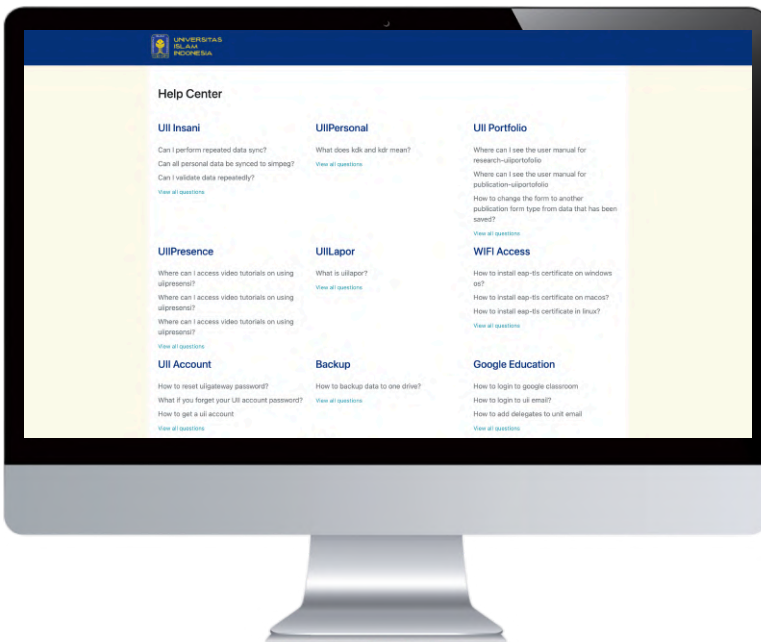 UNIVERSITAS
ISLAM
INDONESIA
Help Center
UII Insani
Can I perform repeated data sync?
Can all personal data be synced to simpeg?
Can I validate data repeatedly?
View all questions
UIIPersonal
What does kdk and kdr mean?
View all questions
UII Portfolio
Where can I see the user manual for
research-uiiportofolio
Where can I see the user manual for
publication-uiiportofolio
How to change the form to another
publication form type from data that has been
saved?
View all questions
UIIPresence
Where can I access video tutorials on using
uiipresensi?
Where can I access video tutorials on using
uiipresensi?
Where can I access video tutorials on using
uiipresensi?
View all questions
UIILapor
What is uiilapor?
View all questions
WIFI Access
How to install eap-tls certificate on windows
os?
How to install eap-tls certificate on macos?
How to install eap-tls certificate in linux?
View all questions
UII Account
How to reset uiigateway password?
What if you forget your UII account password?
How to get a uii account
View all questions
Backup
How to backup data to one drive?
View all questions
Google Education
How to login to google classroom
How to login to uii email?
How to add delegates to unit email
View all questions